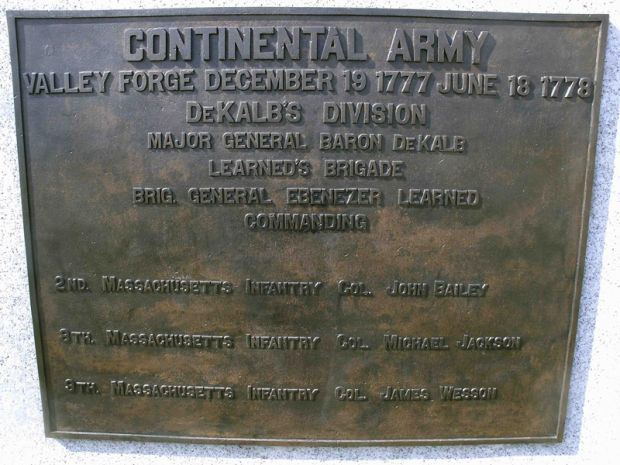 CONTINENTAL ARMY
VALLEY FORGE DECEMBER 19 1777 JUNE 18 1778
DEKALB'S DIVISION
MAJOR GENERAL BARON DEKALB
LEARNED'S BRIGADE
BRIG. GENERAL EBENEZER LEARNED
COMMANDING
2ND. MASSACHUSETTS INFANTRY COL. JOHN BAILEY
8TH. MASSACHUSETTS INFANTRY COL. MICHAEL JACKSON
9TH. MASSACHUSETTS INFANTRY COL. JAMES WESSON